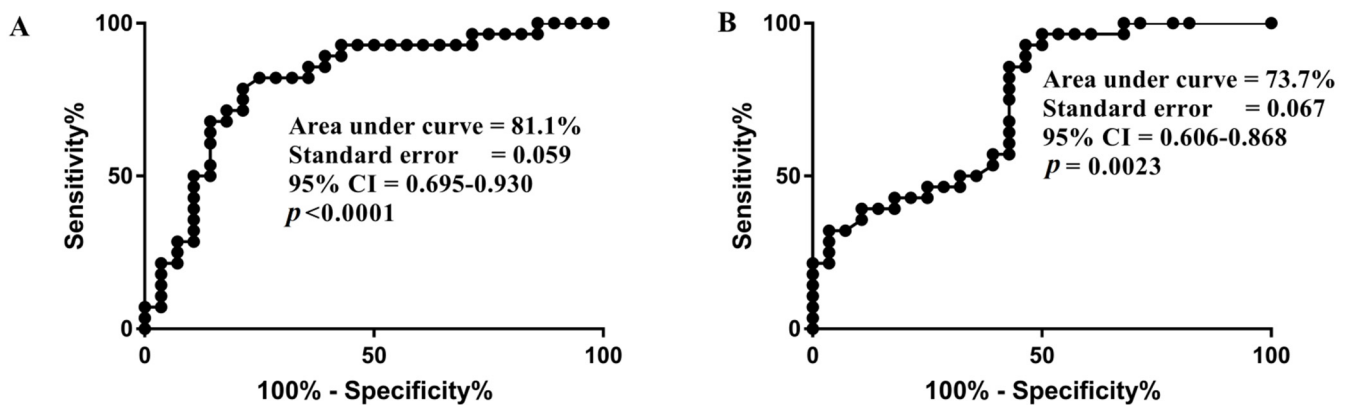 A
100
50
0
Sensitivity%
Area under curve = 81.1%
Standard error = 0.059
95% CI = 0.695-0.930
p <0.0001
0 50 100
100% - Specificity%
B
100
50
0
Sensitivity%
Area under curve = 73.7%
Standard error = 0.067
95% CI = 0.606-0.868
p = 0.0023
0 50 100
100% - Specificity%